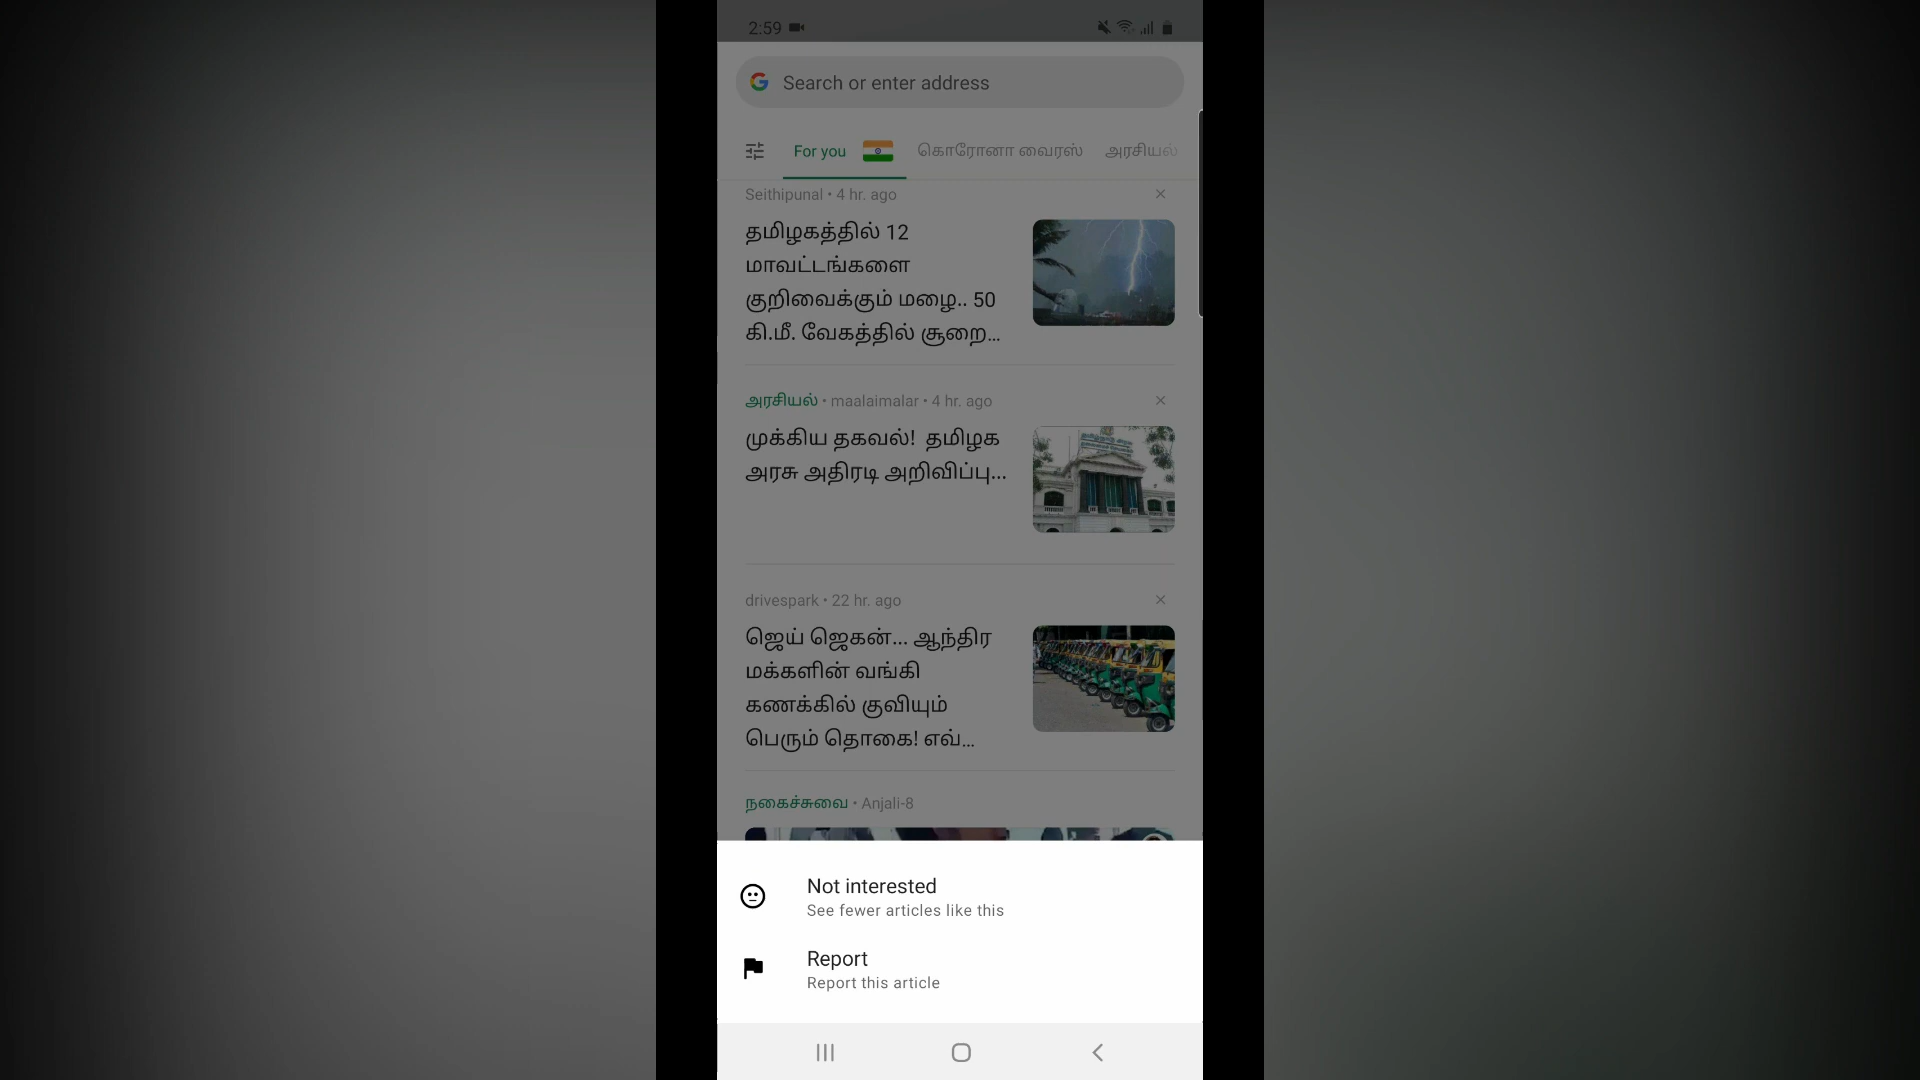 2:59
Search or enter address
For you
கொரோனா வைரஸ்
அரசியல்
Seithipunal • 4 hr. ago
தமிழகத்தில் 12
மாவட்டங்களை
குறிவைக்கும் மழை.. 50
கி.மீ. வேகத்தில் சூறை...
அரசியல் • maalaimalar • 4 hr. ago
முக்கிய தகவல்! தமிழக
அரசு அதிரடி அறிவிப்பு...
drivespark • 22 hr. ago
ஜெய் ஜெகன்... ஆந்திர
மக்களின் வங்கி
கணக்கில் குவியும்
பெரும் தொகை! எவ்...
நகைச்சுவை • Anjali-8
Not interested
See fewer articles like this
Report
Report this article